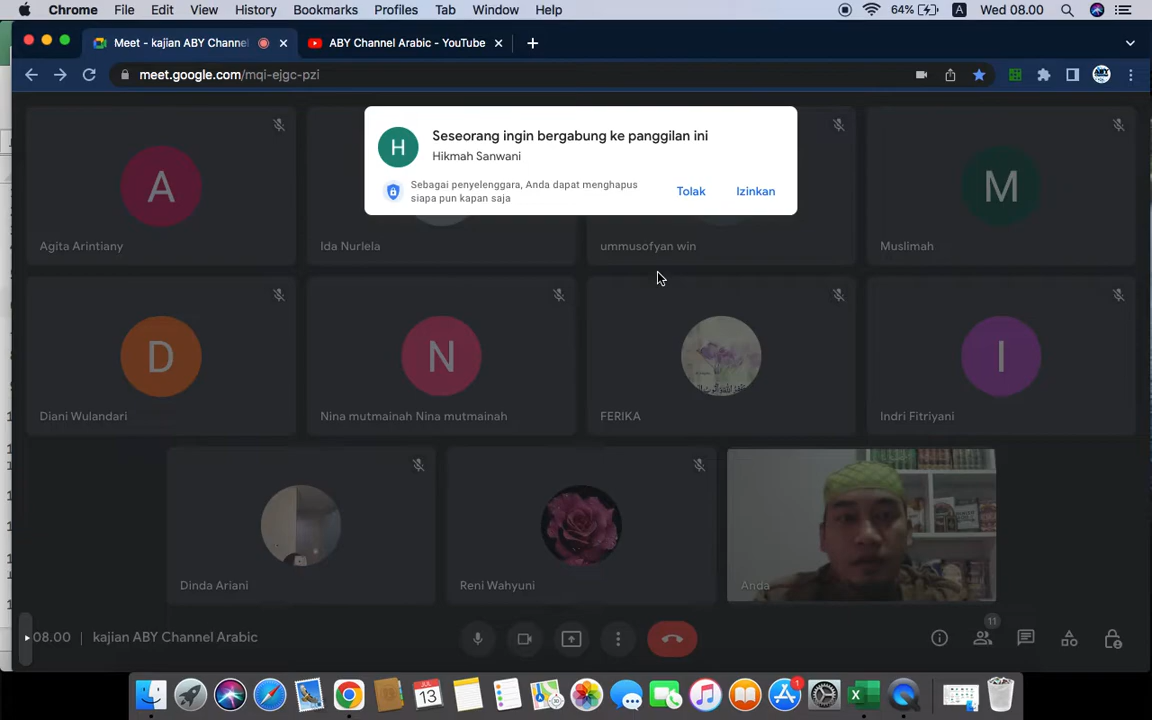 Chrome File Edit View History Bookmarks Profiles Tab Window Help 64% A Wed 08.00
Meet - kajian ABY Channel ABY Channel Arabic - YouTube
meet.google.com/mqi-ejgc-pzi
Seseorang ingin bergabung ke panggilan ini
H
Hikmah Sanwani
Sebagai penyelenggara, Anda dapat menghapus
siapa pun kapan saja
Tolak Izinkan
A M
Agita Arintiany Ida Nurlela ummusofyan win Muslimah
D N I
Diani Wulandari Nina mutmainah Nina mutmainah FERIKA Indri Fitriyani
Dinda Ariani Reni Wahyuni Anda
08.00 | kajian ABY Channel Arabic 11
JUL 13 1